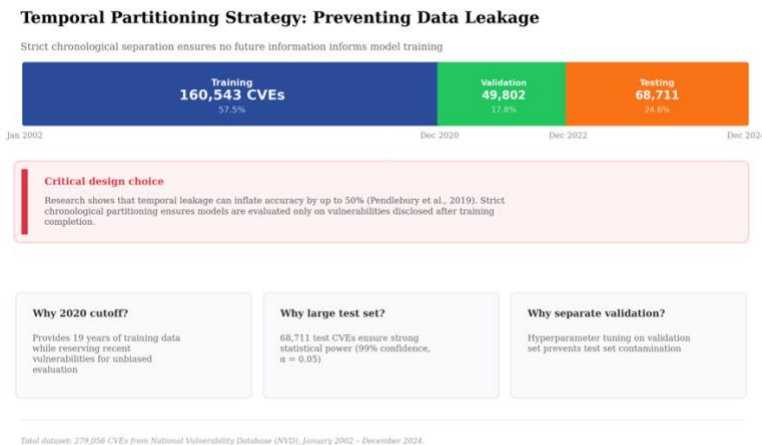 Temporal Partitioning Strategy: Preventing Data Leakage
Strict chronological separation ensures no future information informs model training
Training
160,543 CVEs
57.5%
Validation
49,802
17.8%
Testing
68,711
24.6%
Jan 2002
Dec 2020
Dec 2022
Dec 202
Critical design choice
Research shows that temporal leakage can inflate accuracy by up to 50% (Pendlebury et al., 2019). Strict
chronological partitioning ensures models are evaluated only on vulnerabilities disclosed after training
completion.
Why 2020 cutoff?
Provides 19 years of training data
while reserving recent
vulnerabilities for unbiased
evaluation
Why large test set?
68,711 test CVEs ensure strong
statistical power (99% confidence,
α = 0.05)
Why separate validation?
Hyperparameter tuning on validation
set prevents test set contamination
Total dataset: 279,056 CVEs from National Vulnerability Database (NVD), January 2002 – December 2024.